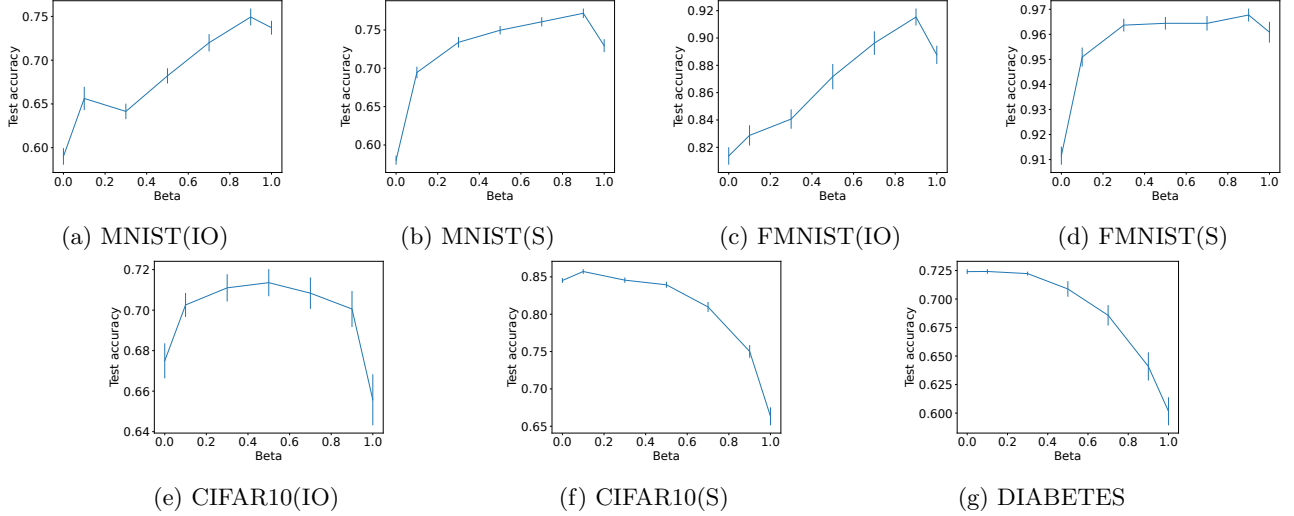 0.75
0.70
0.65
0.60
Test accuracy
0.0 0.2 0.4 0.6 0.8 1.0
Beta
(a) MNIST(IO)
0.75
0.70
0.65
0.60
Test accuracy
0.0 0.2 0.4 0.6 0.8 1.0
Beta
(b) MNIST(S)
0.92
0.90
0.88
0.86
0.84
0.82
Test accuracy
0.0 0.2 0.4 0.6 0.8 1.0
Beta
(c) FMNIST(IO)
0.97
0.96
0.95
0.94
0.93
0.92
0.91
Test accuracy
0.0 0.2 0.4 0.6 0.8 1.0
Beta
(d) FMNIST(S)
0.72
0.70
0.68
0.66
0.64
Test accuracy
0.0 0.2 0.4 0.6 0.8 1.0
Beta
(e) CIFAR10(IO)
0.85
0.80
0.75
0.70
0.65
Test accuracy
0.0 0.2 0.4 0.6 0.8 1.0
Beta
(f) CIFAR10(S)
0.725
0.700
0.675
0.650
0.625
0.600
Test accuracy
0.0 0.2 0.4 0.6 0.8 1.0
Beta
(g) DIABETES